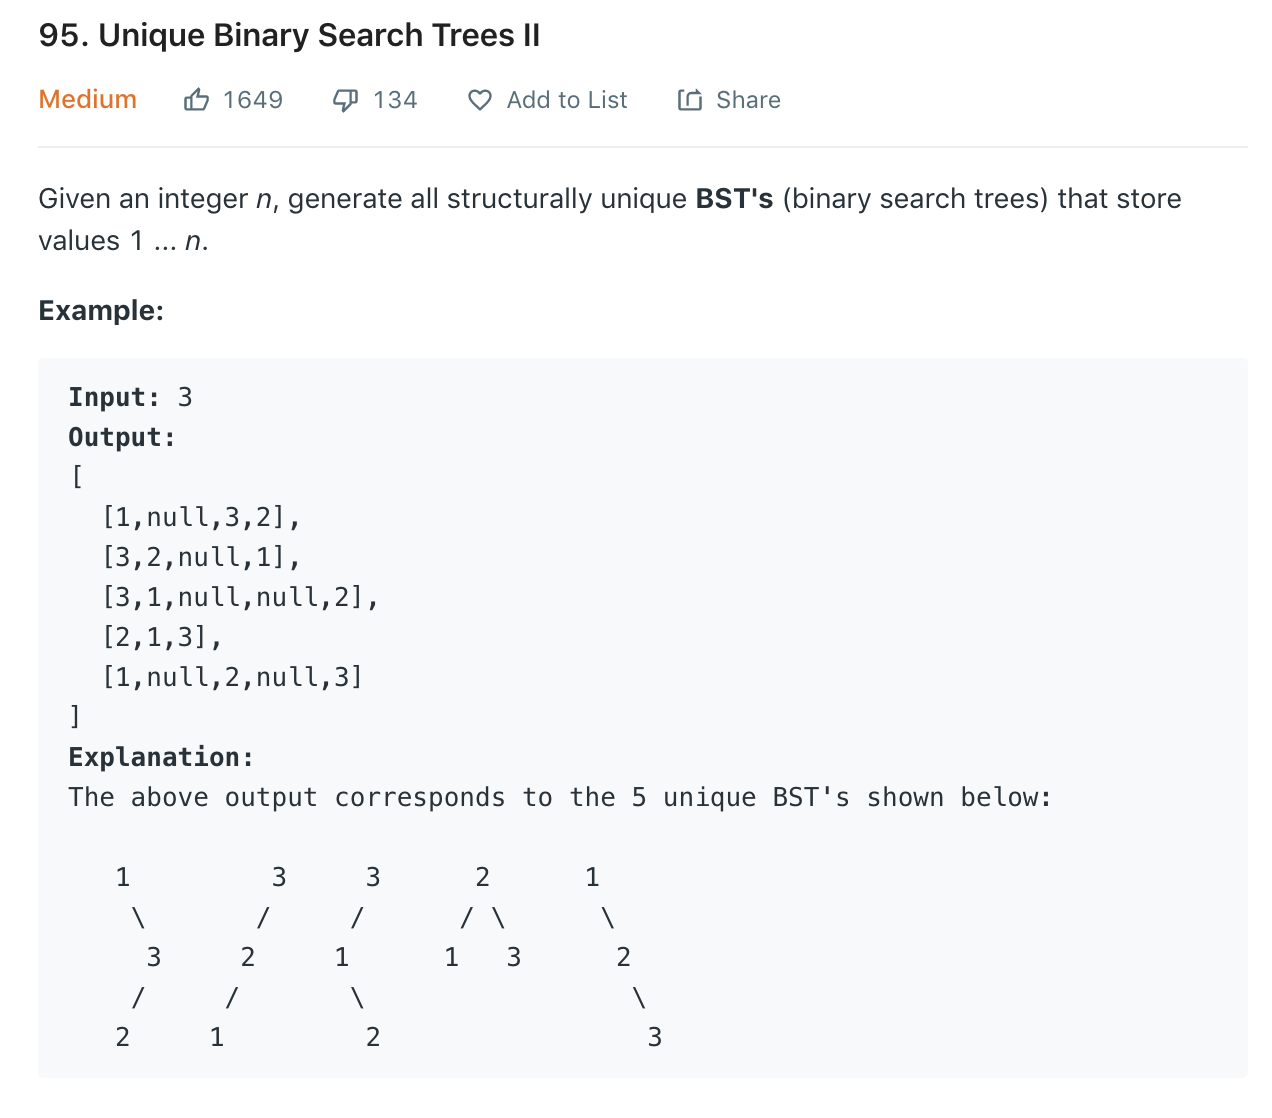 95. Unique Binary Search Trees II
Medium 1649 134 Add to List Share
Given an integer n, generate all structurally unique BST's (binary search trees) that store
values 1 ... n.
Example:
Input: 3
Output:
[
  [1,null,3,2],
  [3,2,null,1],
  [3,1,null,null,2],
  [2,1,3],
  [1,null,2,null,3]
]
Explanation:
The above output corresponds to the 5 unique BST's shown below:
   1         3     3      2      1
    \       /     /      / \      \
     3     2     1      1   3      2
    /     /       \                 \
   2     1         2                 3